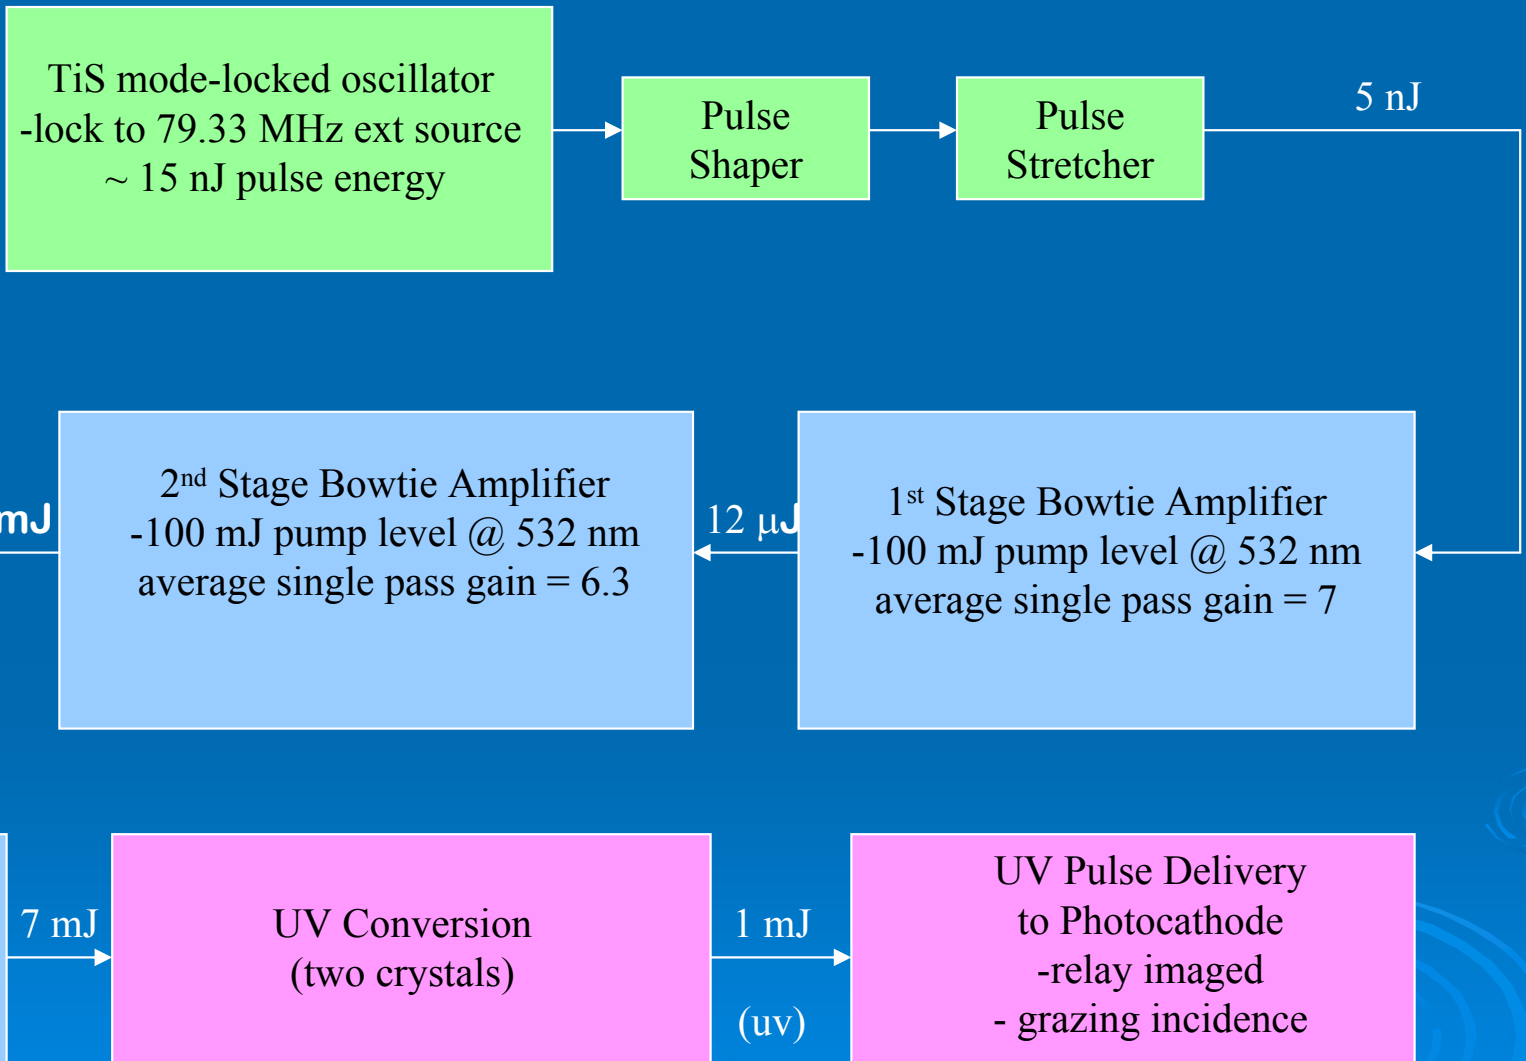 TiS mode-locked oscillator
-lock to 79.33 MHz ext source
~ 15 nJ pulse energy
Pulse
Shaper
Pulse
Stretcher
5 nJ
2nd Stage Bowtie Amplifier
-100 mJ pump level @ 532 nm
average single pass gain = 6.3
mJ
12 μJ
1st Stage Bowtie Amplifier
-100 mJ pump level @ 532 nm
average single pass gain = 7
7 mJ
UV Conversion
(two crystals)
1 mJ
(uv)
UV Pulse Delivery
to Photocathode
-relay imaged
- grazing incidence